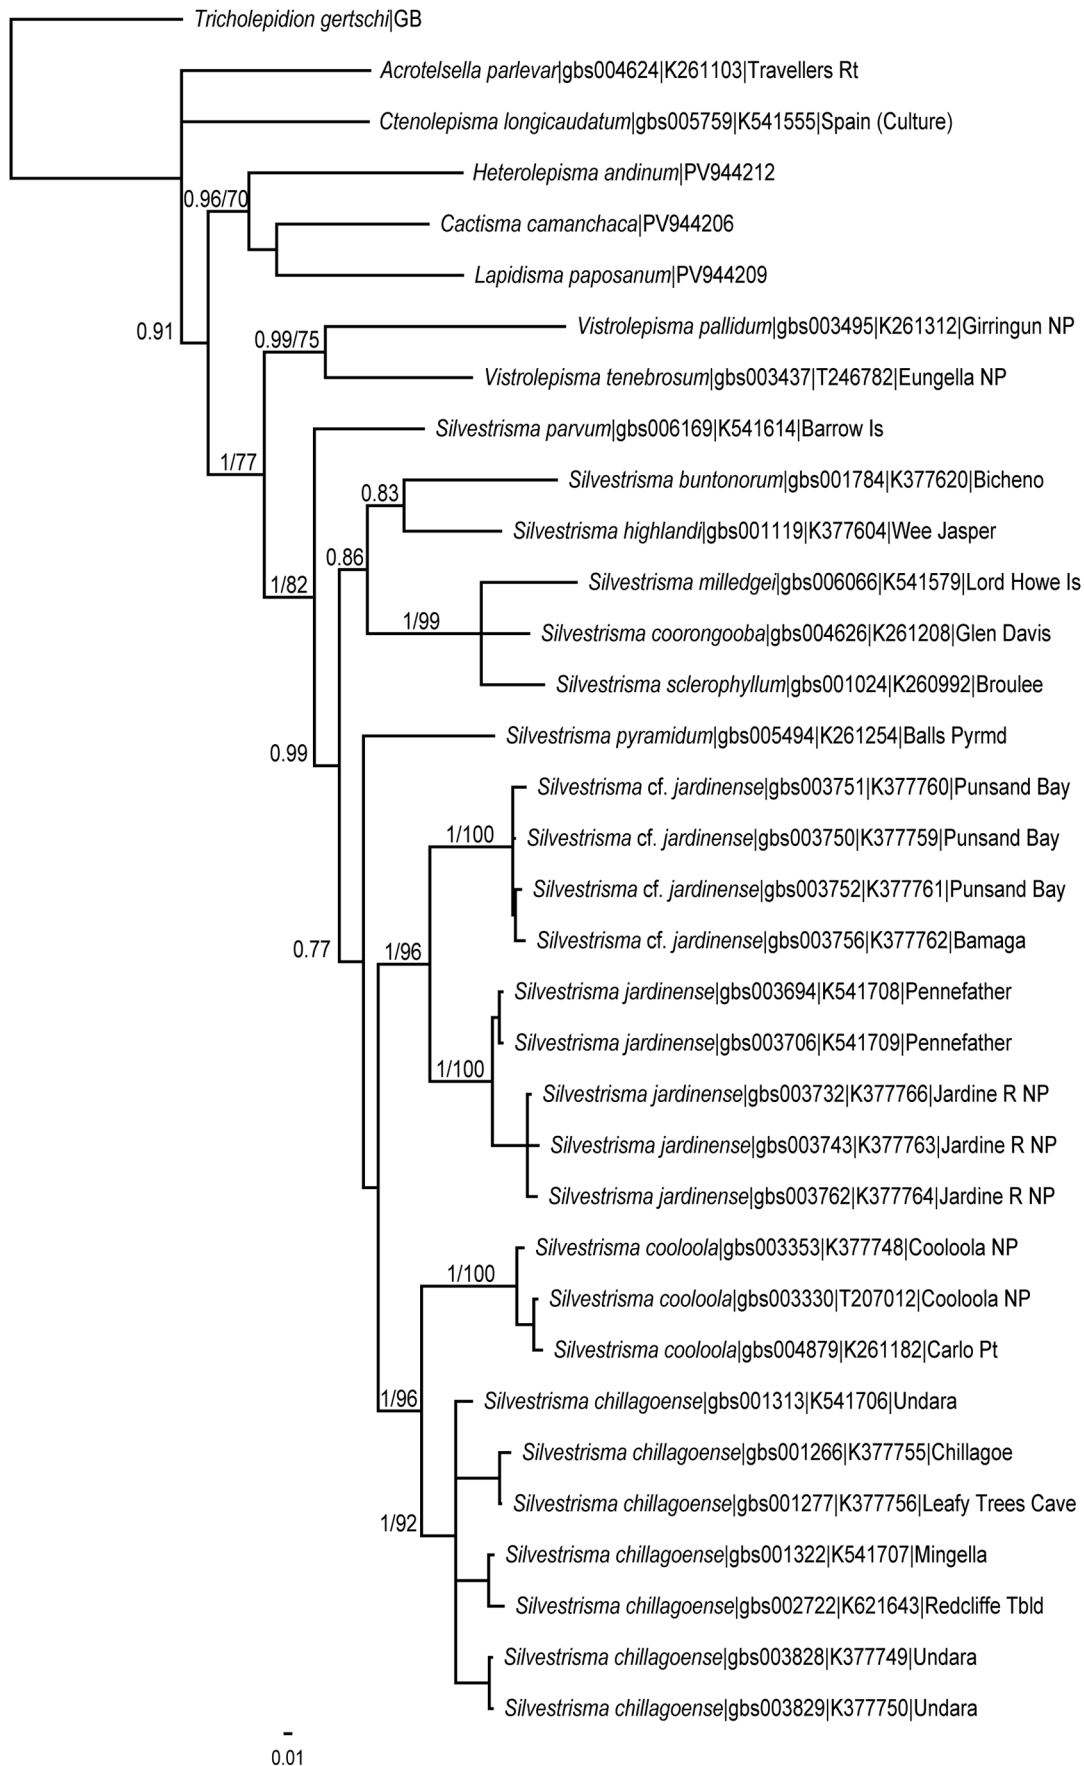 Tricholepidion gertschi|GB
Acrotelsella parlevar|gbs004624|K261103|Travellers Rt
Ctenolepisma longicaudatum|gbs005759|K541555|Spain (Culture)
Heterolepisma andinum|PV944212
0.96/70
Cactisma camanchaca|PV944206
Lapidisma paposanum|PV944209
Vistrolepisma pallidum|gbs003495|K261312|Girringun NP
0.91
0.99/75
Vistrolepisma tenebrosum|gbs003437|T246782|Eungella NP
Silvestrisma parvum|gbs006169|K541614|Barrow Is
1/77
Silvestrisma buntonorum|gbs001784|K377620|Bicheno
0.83
Silvestrisma highlandi|gbs001119|K377604|Wee Jasper
0.86
Silvestrisma milledgei|gbs006066|K541579|Lord Howe Is
1/82
1/99
Silvestrisma coorongooba|gbs004626|K261208|Glen Davis
Silvestrisma sclerophyllum|gbs001024|K260992|Broulee
Silvestrisma pyramidum|gbs005494|K261254|Balls Pyrmd
0.99
Silvestrisma cf. jardinense|gbs003751|K377760|Punsand Bay
1/100
Silvestrisma cf. jardinense|gbs003750|K377759|Punsand Bay
Silvestrisma cf. jardinense|gbs003752|K377761|Punsand Bay
Silvestrisma cf. jardinense|gbs003756|K377762|Bamaga
0.77
1/96
Silvestrisma jardinense|gbs003694|K541708|Pennefather
Silvestrisma jardinense|gbs003706|K541709|Pennefather
1/100
Silvestrisma jardinense|gbs003732|K377766|Jardine R NP
Silvestrisma jardinense|gbs003743|K377763|Jardine R NP
Silvestrisma jardinense|gbs003762|K377764|Jardine R NP
Silvestrisma cooloola|gbs003353|K377748|Cooloola NP
1/100
Silvestrisma cooloola|gbs003330|T207012|Cooloola NP
Silvestrisma cooloola|gbs004879|K261182|Carlo Pt
1/96
Silvestrisma chillagoense|gbs001313|K541706|Undara
Silvestrisma chillagoense|gbs001266|K377755|Chillagoe
Silvestrisma chillagoense|gbs001277|K377756|Leafy Trees Cave
1/92
Silvestrisma chillagoense|gbs001322|K541707|Mingella
Silvestrisma chillagoense|gbs002722|K621643|Redcliffe Tbld
Silvestrisma chillagoense|gbs003828|K377749|Undara
Silvestrisma chillagoense|gbs003829|K377750|Undara
0.01